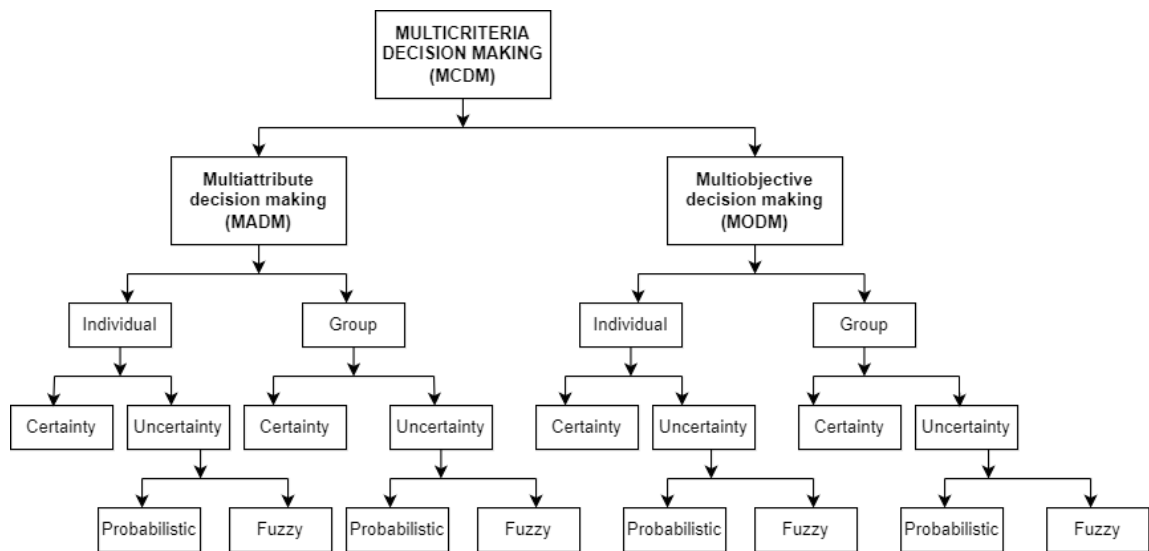 MULTICRITERIA
DECISION MAKING
(MCDM)
Multiattribute
decision making
(MADM)
Multiobjective
decision making
(MODM)
Individual
Group
Individual
Group
Certainty
Uncertainty
Certainty
Uncertainty
Certainty
Uncertainty
Certainty
Uncertainty
Probabilistic
Fuzzy
Probabilistic
Fuzzy
Probabilistic
Fuzzy
Probabilistic
Fuzzy